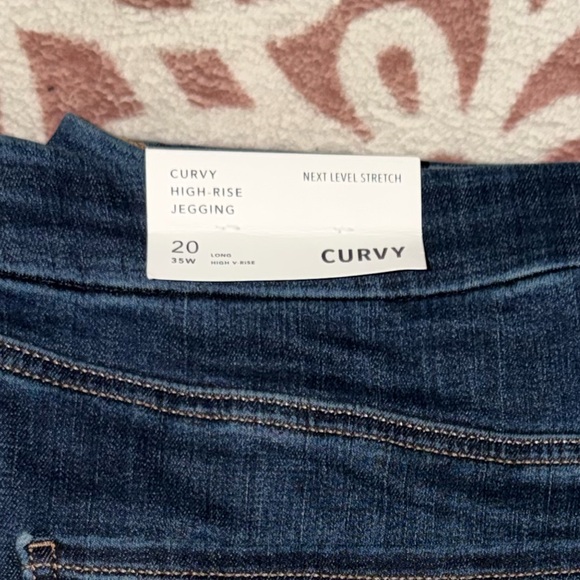 CURVY
HIGH-RISE
JEGGING
NEXT LEVEL STRETCH
20
35W
LONG
HIGH V-RISE
CURVY